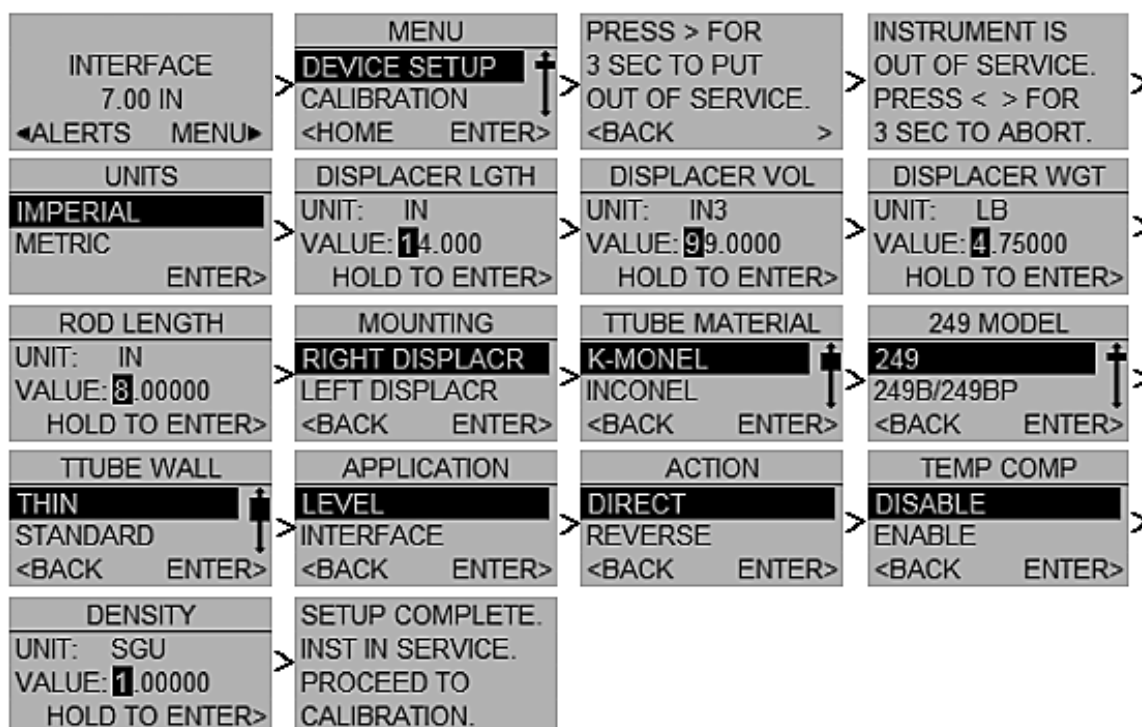 INTERFACE
7.00 IN
◄ALERTS MENU►
>
MENU
DEVICE SETUP
CALIBRATION
<HOME ENTER>
>
PRESS > FOR
3 SEC TO PUT
OUT OF SERVICE.
<BACK >
>
INSTRUMENT IS
OUT OF SERVICE.
PRESS < > FOR
3 SEC TO ABORT.
>
UNITS
IMPERIAL
METRIC
ENTER>
>
DISPLACER LGTH
UNIT: IN
VALUE: 14.000
HOLD TO ENTER>
>
DISPLACER VOL
UNIT: IN3
VALUE: 99.0000
HOLD TO ENTER>
>
DISPLACER WGT
UNIT: LB
VALUE: 4.75000
HOLD TO ENTER>
>
ROD LENGTH
UNIT: IN
VALUE: 8.00000
HOLD TO ENTER>
>
MOUNTING
RIGHT DISPLACR
LEFT DISPLACR
<BACK ENTER>
>
TTUBE MATERIAL
K-MONEL
INCONEL
<BACK ENTER>
>
249 MODEL
249
249B/249BP
<BACK ENTER>
>
TTUBE WALL
THIN
STANDARD
<BACK ENTER>
>
APPLICATION
LEVEL
INTERFACE
<BACK ENTER>
>
ACTION
DIRECT
REVERSE
<BACK ENTER>
>
TEMP COMP
DISABLE
ENABLE
<BACK ENTER>
>
DENSITY
UNIT: SGU
VALUE: 1.00000
HOLD TO ENTER>
>
SETUP COMPLETE.
INST IN SERVICE.
PROCEED TO
CALIBRATION.